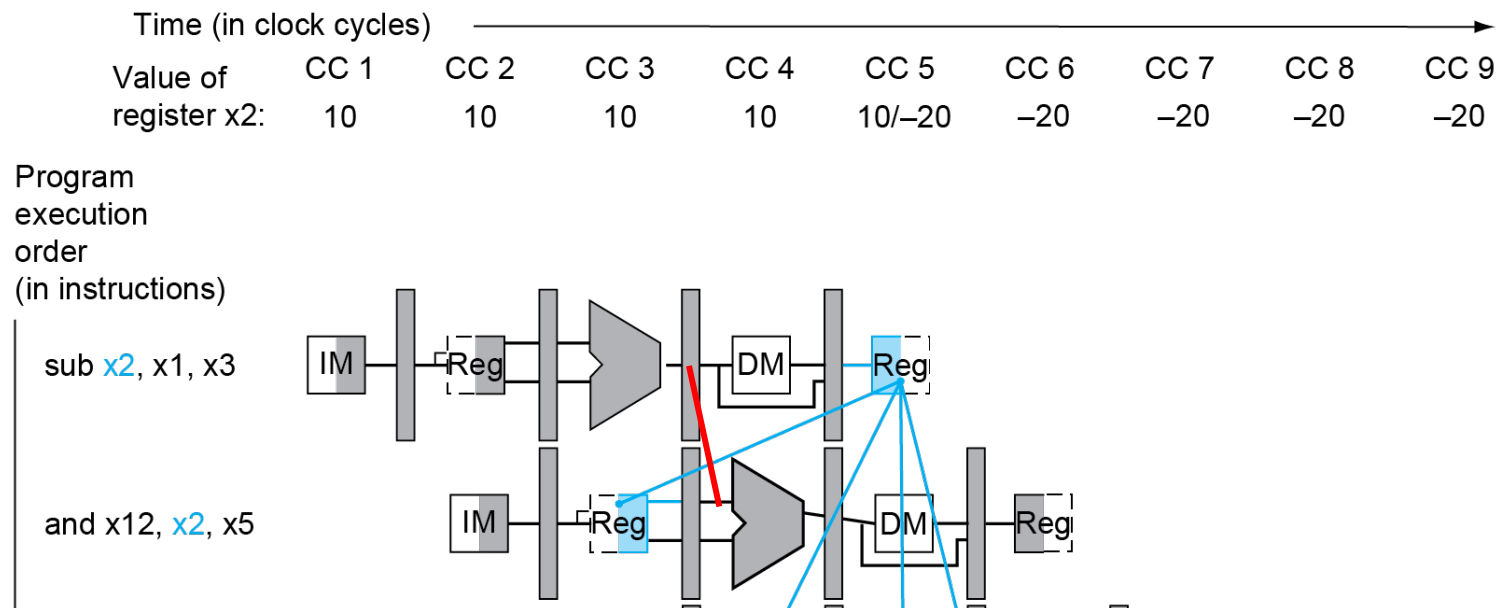 Time (in clock cycles)
Value of register x2:
CC 1 CC 2 CC 3 CC 4 CC 5 CC 6 CC 7 CC 8 CC 9
10 10 10 10 10/–20 –20 –20 –20 –20
Program
execution
order
(in instructions)
sub x2, x1, x3
IM Reg DM Reg
and x12, x2, x5
IM Reg DM Reg